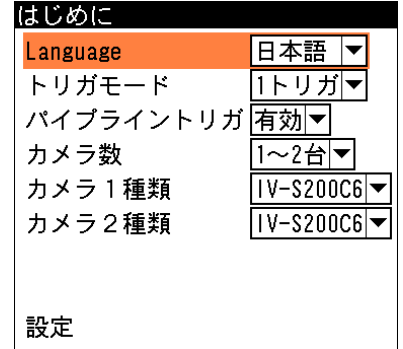 はじめに
Language 日本語
トリガモード 1トリガ
パイプライントリガ 有効
カメラ数 1～2台
カメラ1種類 IV-S200C6
カメラ2種類 IV-S200C6
設定